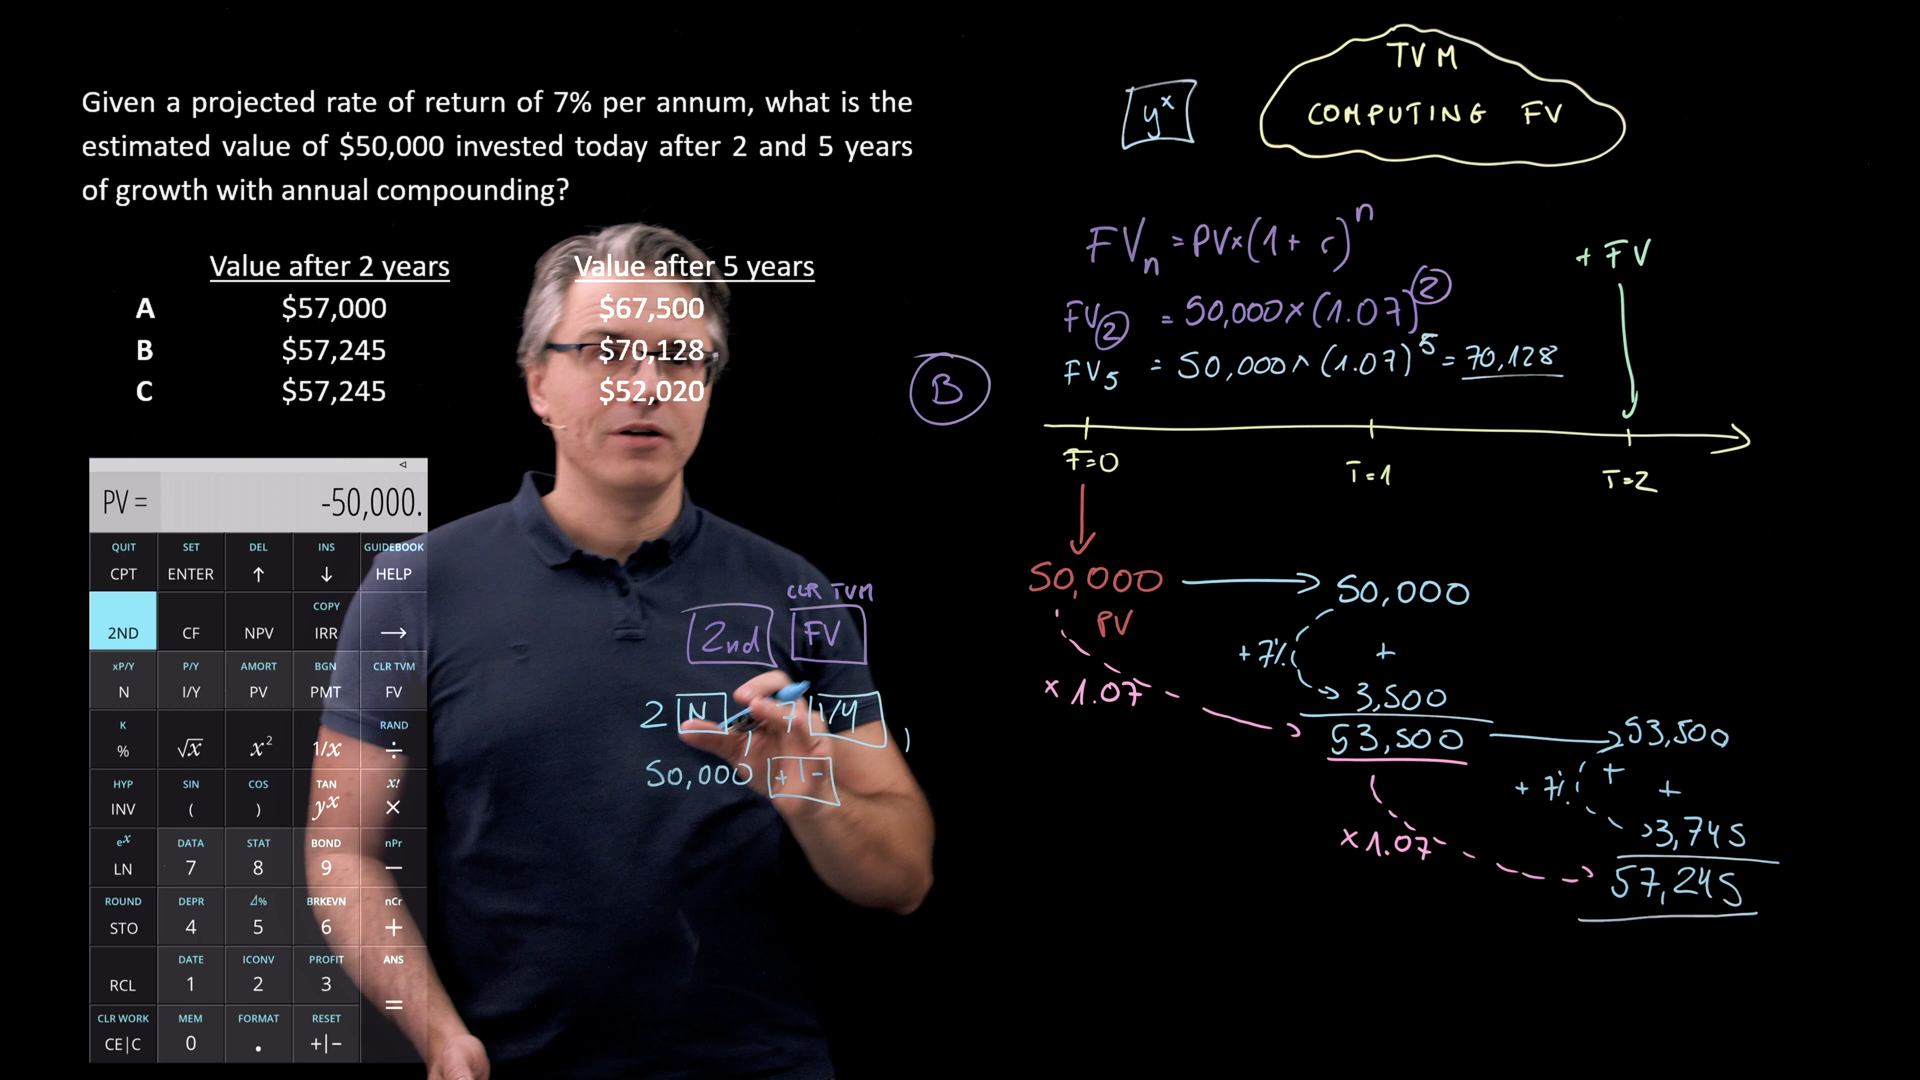 Given a projected rate of return of 7% per annum, what is the
estimated value of $50,000 invested today after 2 and 5 years
of growth with annual compounding?
Value after 2 years Value after 5 years
A $57,000 $67,500
B $57,245 $70,128
C $57,245 $52,020
PV = -50,000.
QUIT SET DEL INS GUIDEBOOK
CPT ENTER ↑ ↓ HELP
COPY
2ND CF NPV IRR →
xP/Y P/Y AMORT BGN CLR TVM
N I/Y PV PMT FV
K RAND
% √x x² 1/x ÷
HYP SIN COS TAN x!
INV ( ) yˣ ×
eˣ DATA STAT BOND nPr
LN 7 8 9 −
ROUND DEPR Δ% BRKEVN nCr
STO 4 5 6 +
DATE ICONV PROFIT ANS
RCL 1 2 3 =
CLR WORK MEM FORMAT RESET
CE|C 0 . +|−
CLR TVM
2nd FV
2 N , 7 I/Y ,
50,000 +|-
B
yˣ
TVM
COMPUTING FV
FVₙ = PV×(1+ r)ⁿ
FV₂ = 50,000×(1.07)²
FV₅ = 50,000×(1.07)⁵ = 70,128
+ FV
T=0 T=1 T=2
50,000 → 50,000
PV
+7% +
× 1.07 3,500
53,500 → 53,500
+7% + +
×1.07 3,745
57,245